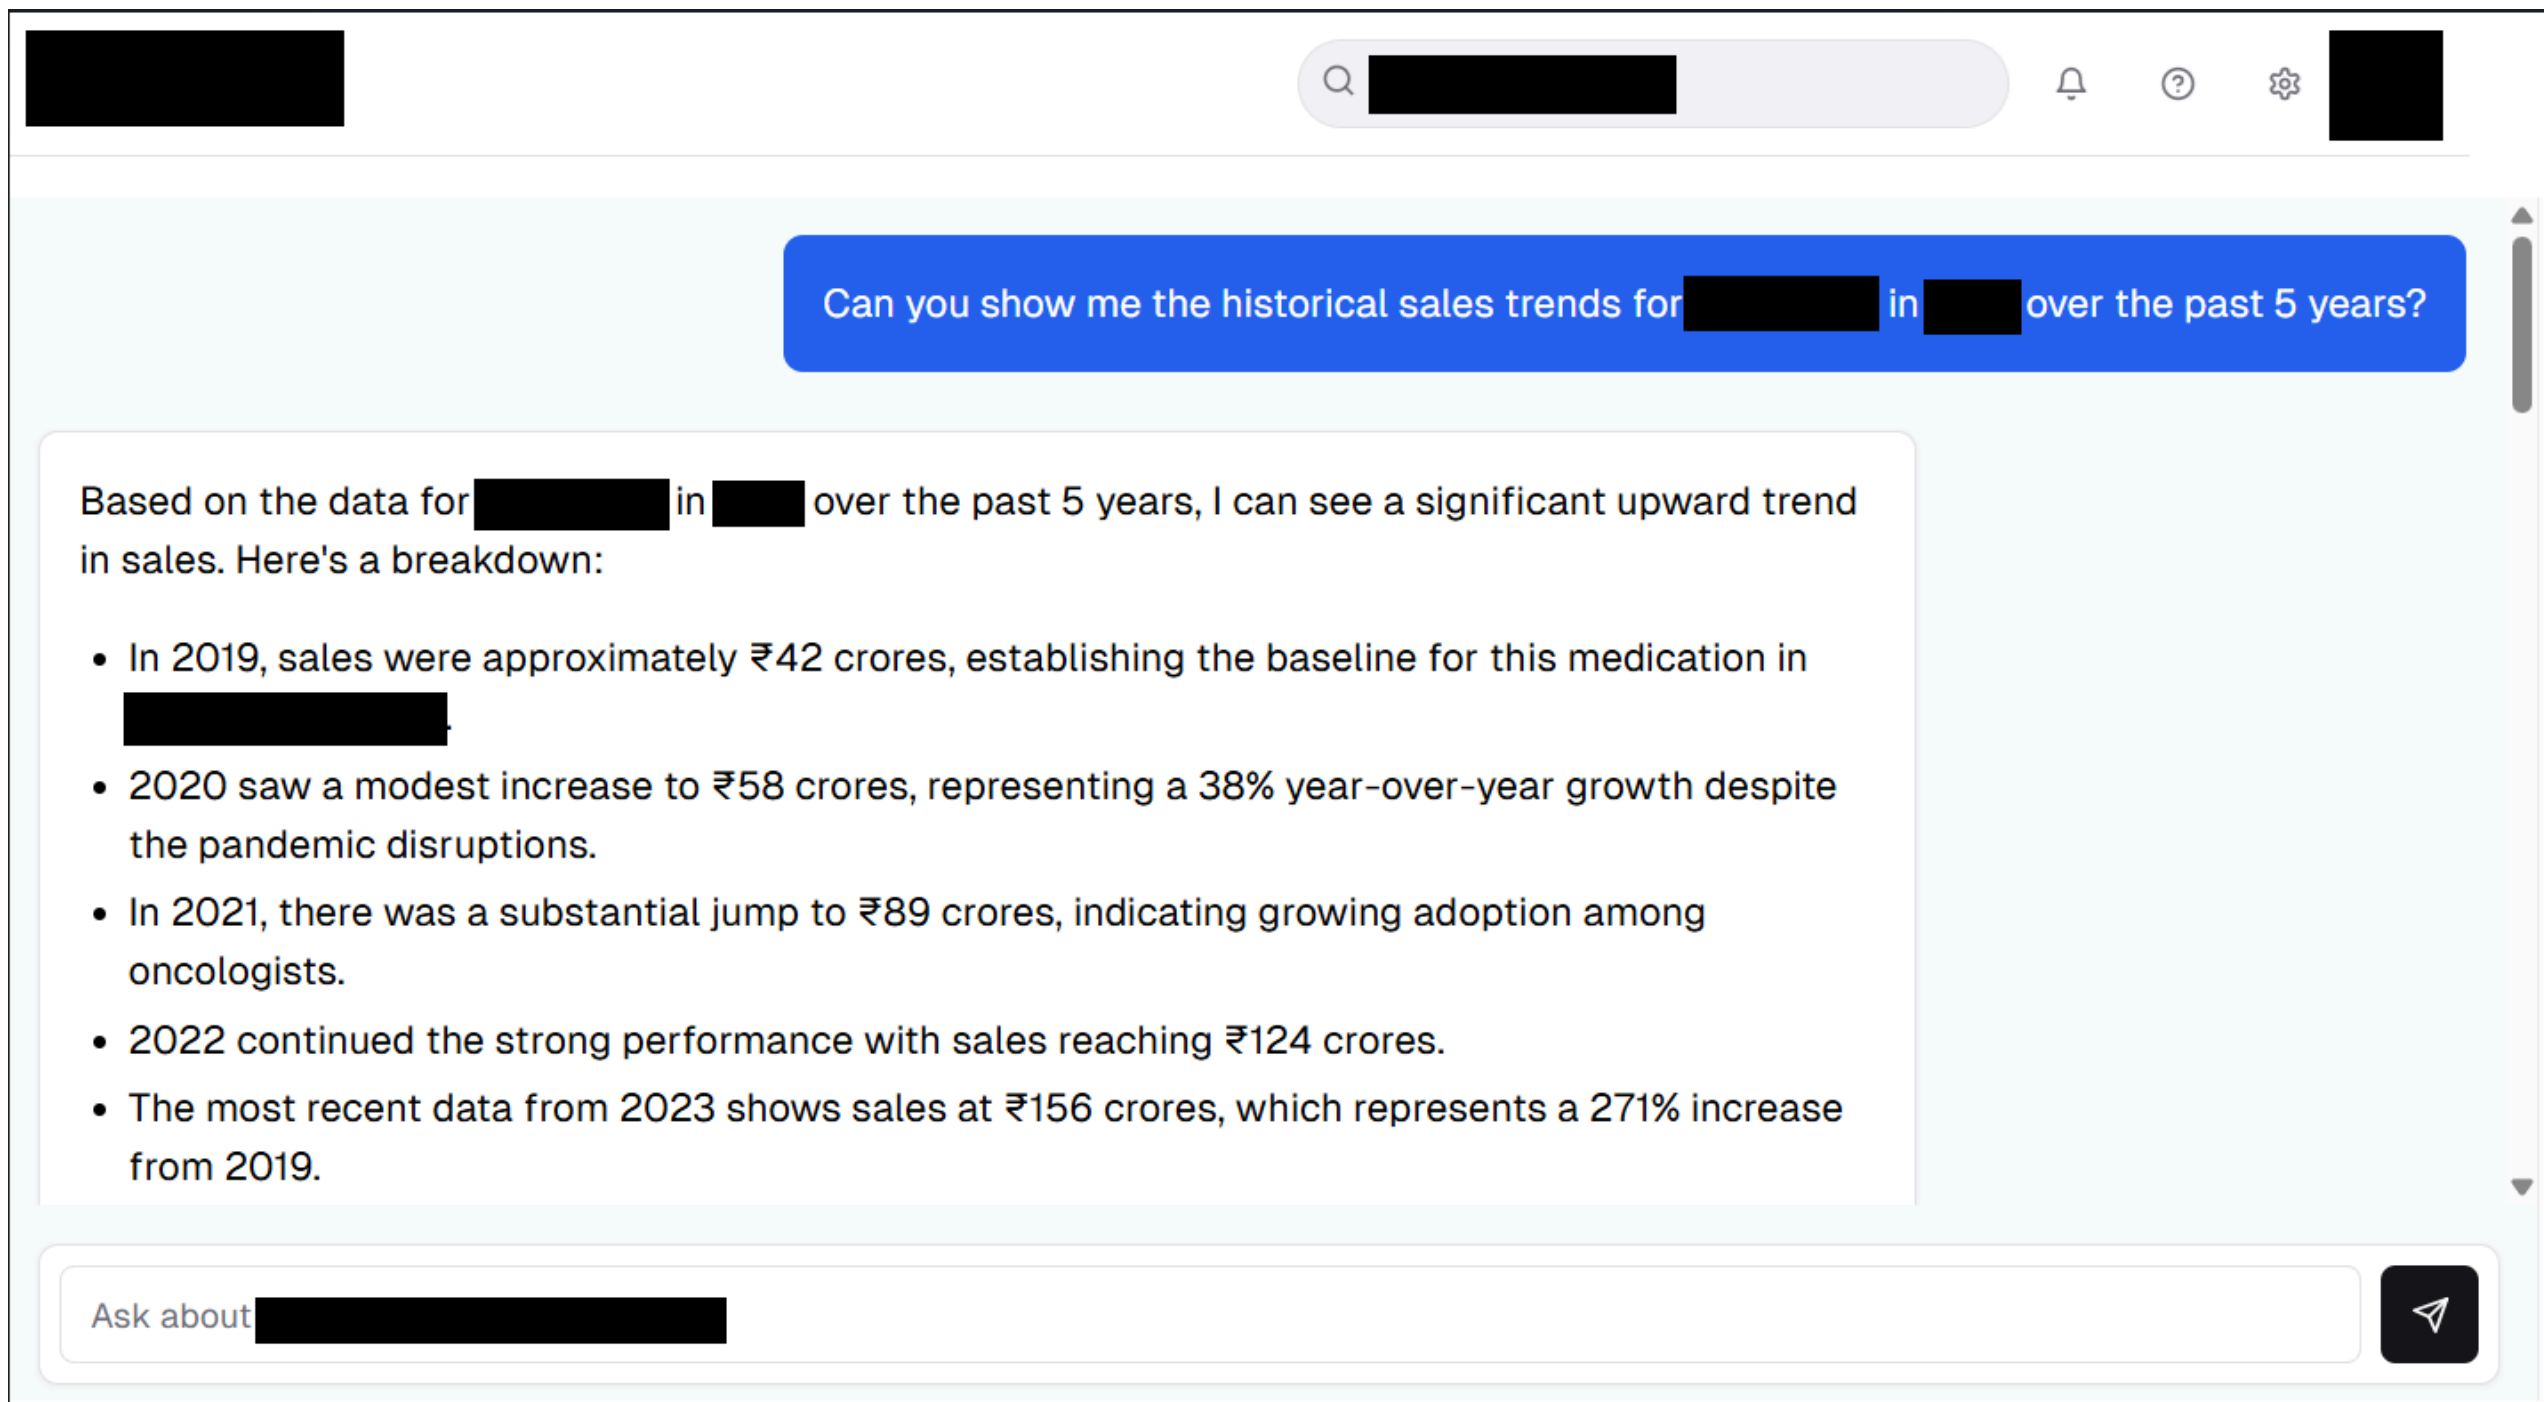 Can you show me the historical sales trends for in over the past 5 years?
Based on the data for in over the past 5 years, I can see a significant upward trend
in sales. Here's a breakdown:
• In 2019, sales were approximately ₹42 crores, establishing the baseline for this medication in
.
• 2020 saw a modest increase to ₹58 crores, representing a 38% year-over-year growth despite
the pandemic disruptions.
• In 2021, there was a substantial jump to ₹89 crores, indicating growing adoption among
oncologists.
• 2022 continued the strong performance with sales reaching ₹124 crores.
• The most recent data from 2023 shows sales at ₹156 crores, which represents a 271% increase
from 2019.
Ask about